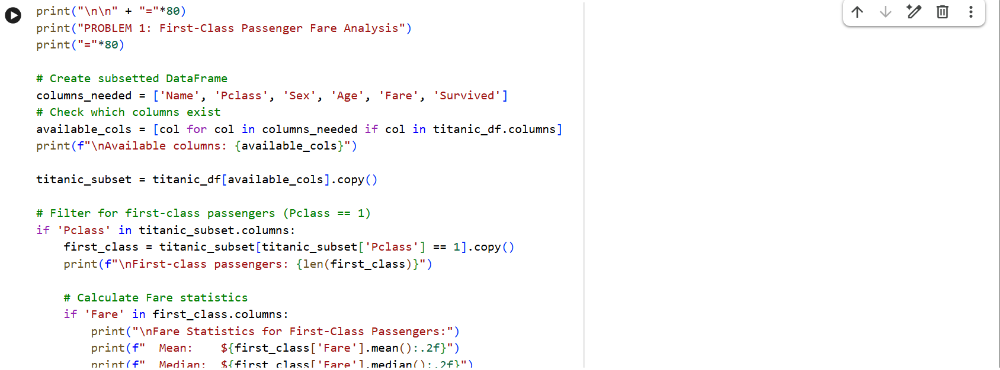 print("\n\n" + "="*80)
print("PROBLEM 1: First-Class Passenger Fare Analysis")
print("="*80)
# Create subsetted DataFrame
columns_needed = ['Name', 'Pclass', 'Sex', 'Age', 'Fare', 'Survived']
# Check which columns exist
available_cols = [col for col in columns_needed if col in titanic_df.columns]
print(f"\nAvailable columns: {available_cols}")
titanic_subset = titanic_df[available_cols].copy()
# Filter for first-class passengers (Pclass == 1)
if 'Pclass' in titanic_subset.columns:
    first_class = titanic_subset[titanic_subset['Pclass'] == 1].copy()
    print(f"\nFirst-class passengers: {len(first_class)}")
    # Calculate Fare statistics
    if 'Fare' in first_class.columns:
        print("\nFare Statistics for First-Class Passengers:")
        print(f"  Mean:    ${first_class['Fare'].mean():.2f}")
        print(f"  Median:  ${first_class['Fare'].median():.2f}")